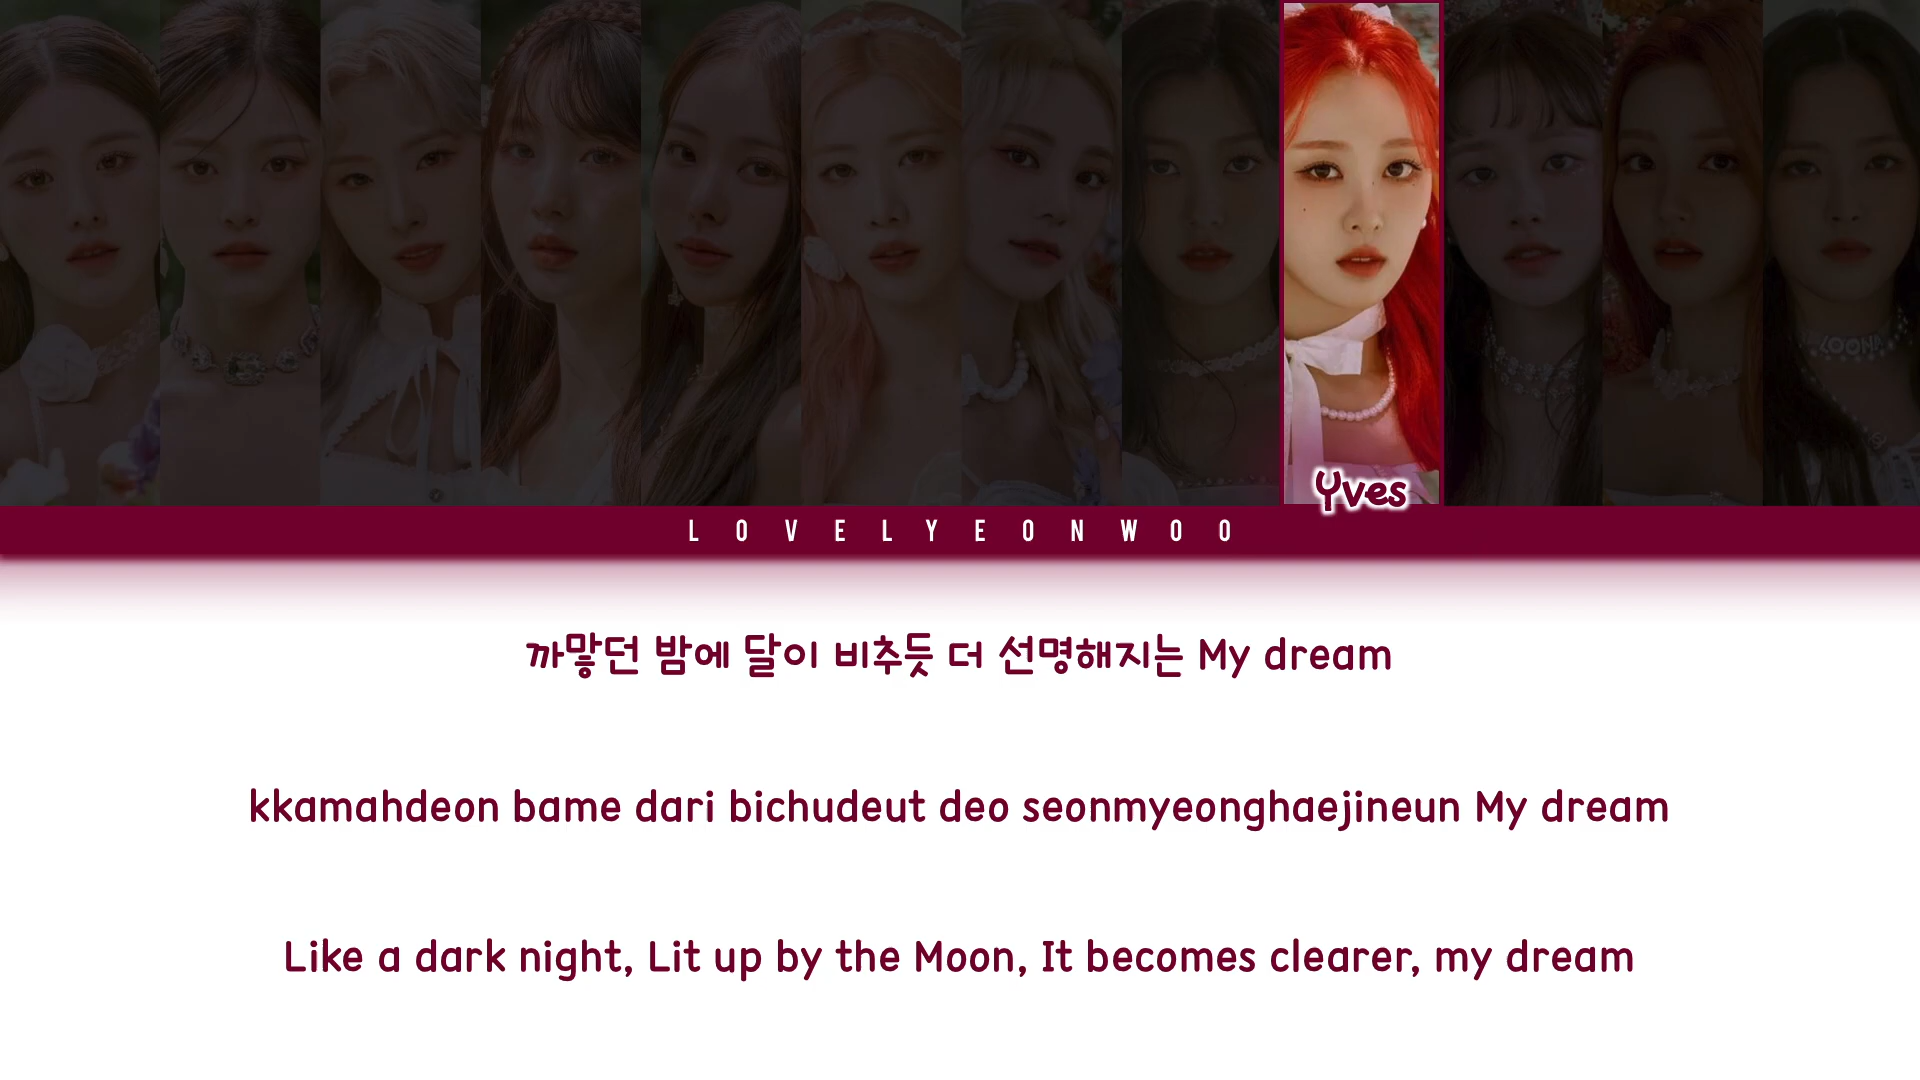 LOONA
Yves
LOVELYEONWOO
까맣던 밤에 달이 비추듯 더 선명해지는 My dream
kkamahdeon bame dari bichudeut deo seonmyeonghaejineun My dream
Like a dark night, Lit up by the Moon, It becomes clearer, my dream